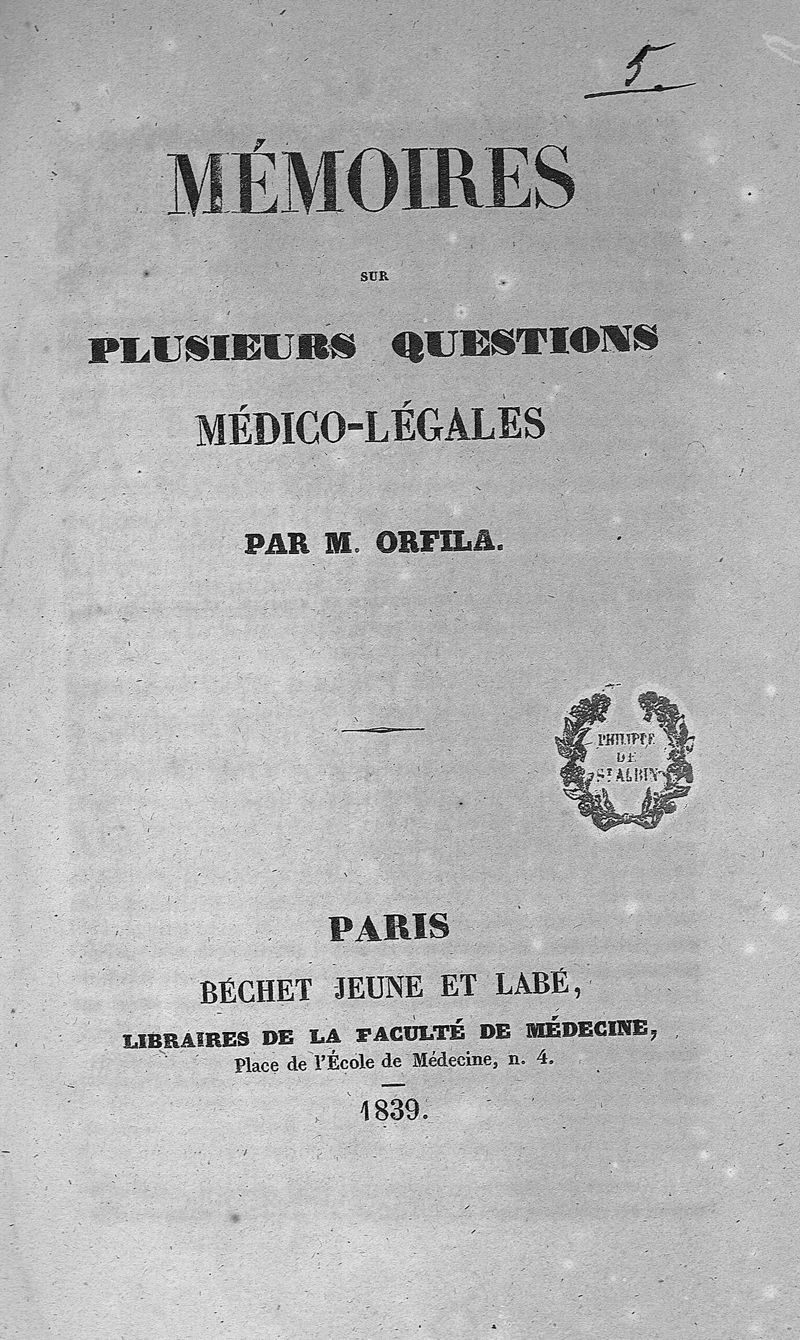 5.
MÉMOIRES
SUR
PLUSIEURS QUESTIONS
MÉDICO-LÉGALES
PAR M. ORFILA.
PHILIPPE
DE
ST ALBIN
PARIS
BÉCHET JEUNE ET LABÉ,
LIBRAIRES DE LA FACULTÉ DE MÉDECINE,
Place de l'École de Médecine, n. 4.
1839.